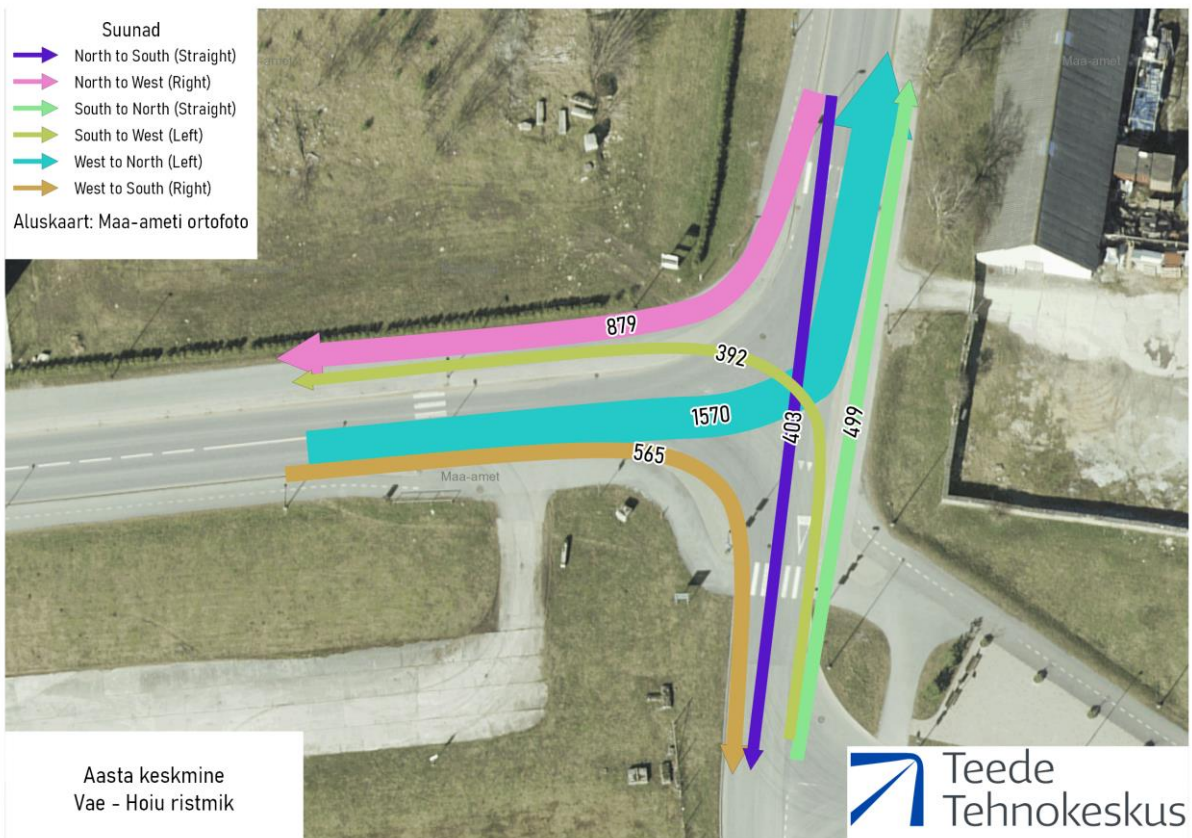 Suunad
North to South (Straight)
North to West (Right)
South to North (Straight)
South to West (Left)
West to North (Left)
West to South (Right)
Aluskaart: Maa-ameti ortofoto
Maa-amet
879
392
1570
403
499
565
Maa-amet
Aasta keskmine
Vae - Hoiu ristmik
Teede
Tehnokeskus